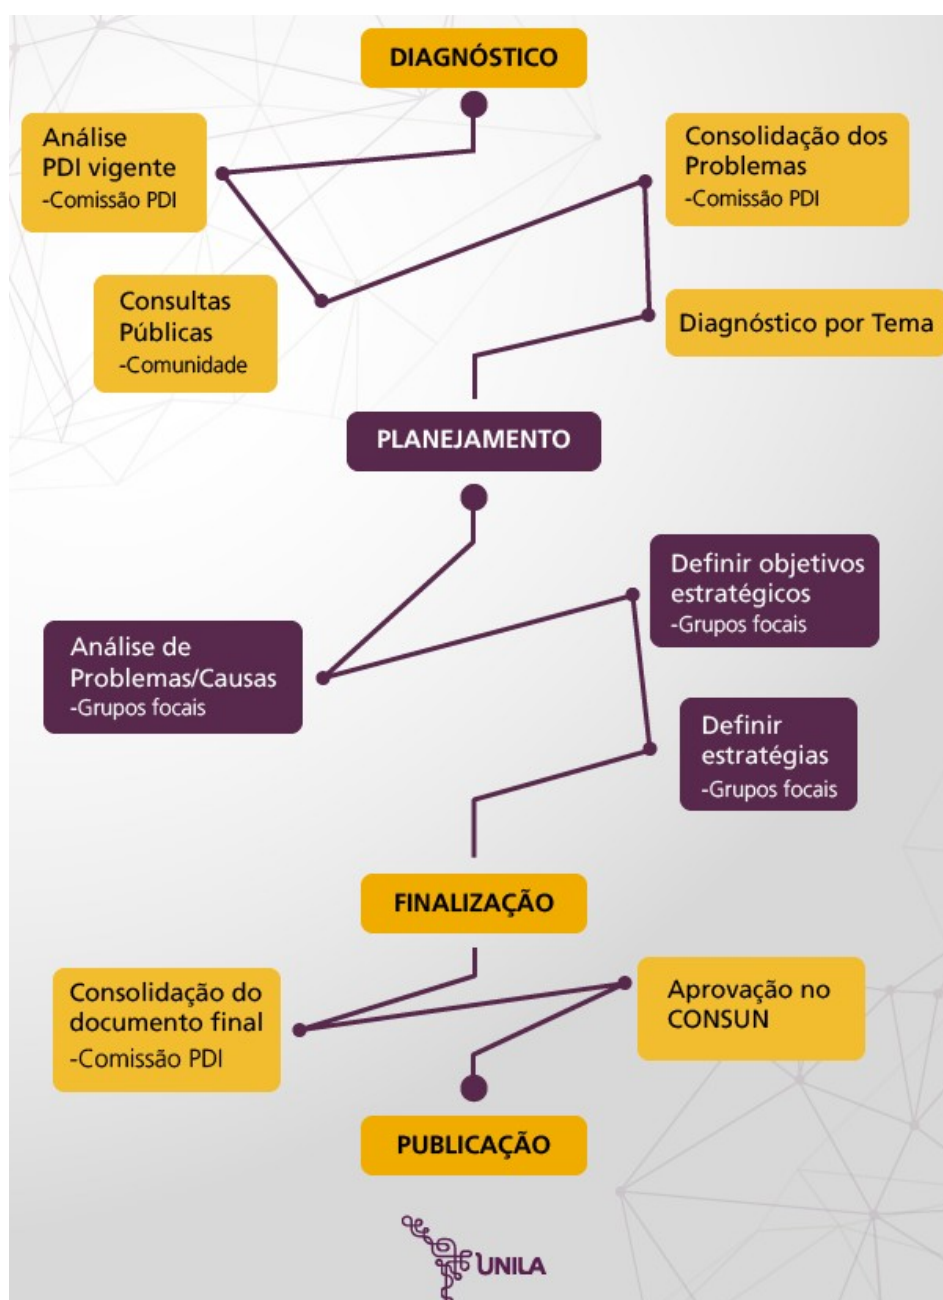 DIAGNÓSTICO
Análise
PDI vigente
-Comissão PDI
Consultas
Públicas
-Comunidade
Consolidação dos
Problemas
-Comissão PDI
Diagnóstico por Tema
PLANEJAMENTO
Análise de
Problemas/Causas
-Grupos focais
Definir objetivos
estratégicos
-Grupos focais
Definir
estratégias
-Grupos focais
FINALIZAÇÃO
Consolidação do
documento final
-Comissão PDI
Aprovação no
CONSUN
PUBLICAÇÃO
UNILA